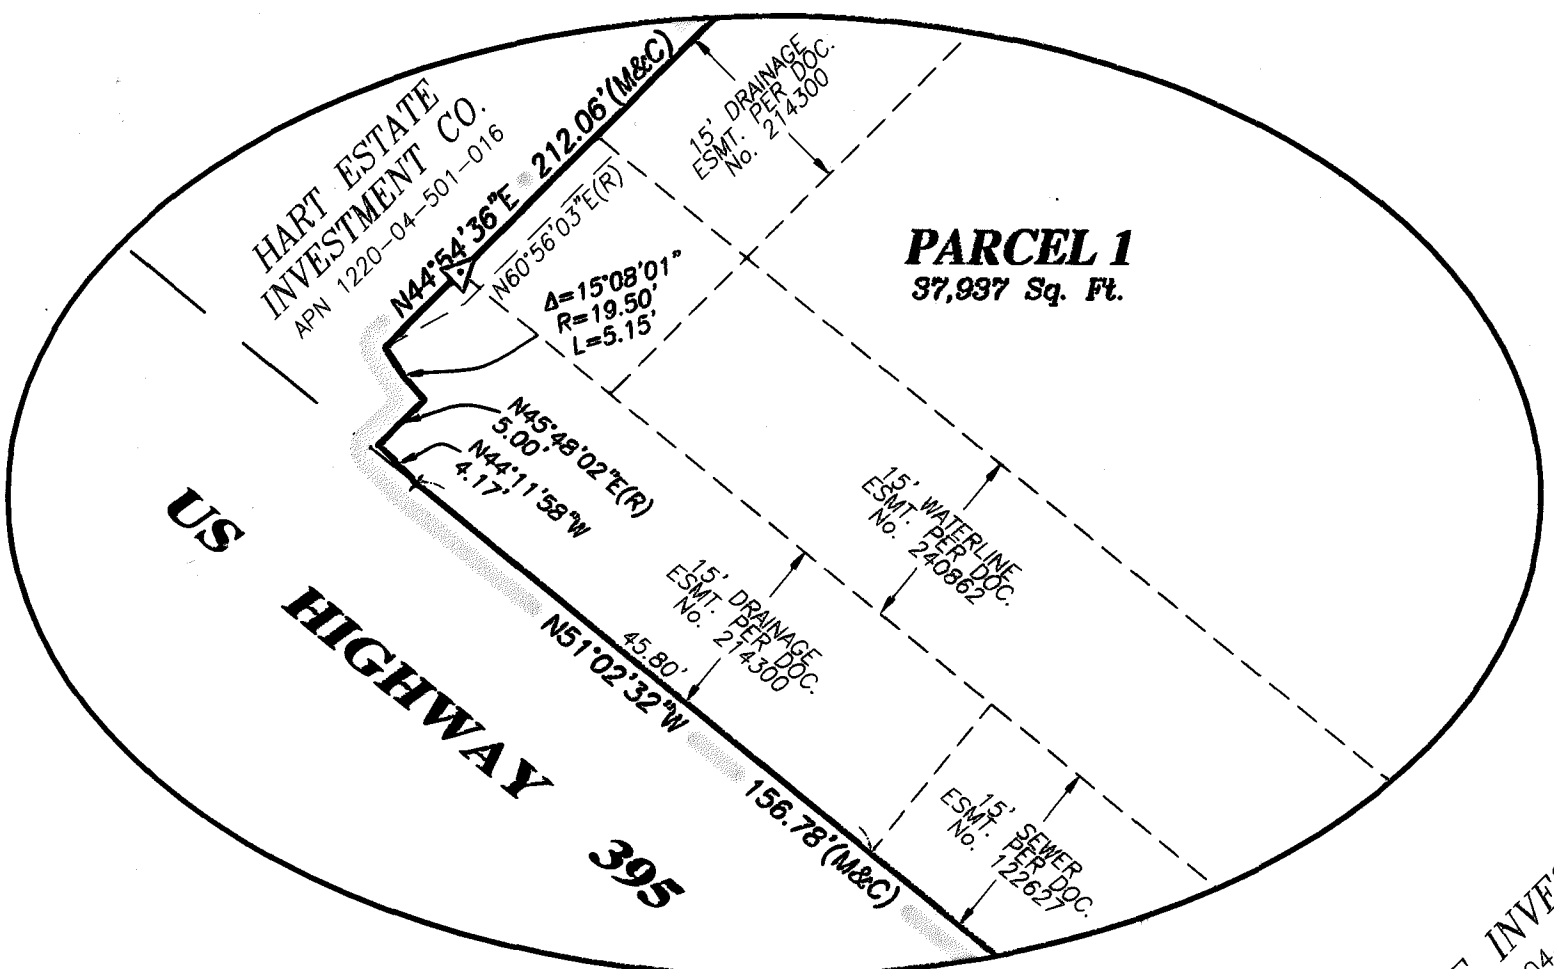 HART ESTATE
INVESTMENT CO.
APN 1220-04-501-016
N44°54'36"E 212.06'(M&C)
N60°56'03"E(R)
Δ=15°08'01"
R=19.50'
L=5.15'
15' DRAINAGE
ESMT. PER DOC.
No. 214300
PARCEL 1
37,937 Sq. Ft.
N45°48'02"E(R)
5.00'
N44°11'58"W
4.17'
15' WATERLINE
ESMT. PER DOC.
No. 240862
15' DRAINAGE
ESMT. PER DOC.
No. 214300
45.80'
N51°02'32"W 156.78'(M&C)
15' SEWER
ESMT. PER DOC.
No. 122627
US HIGHWAY 395